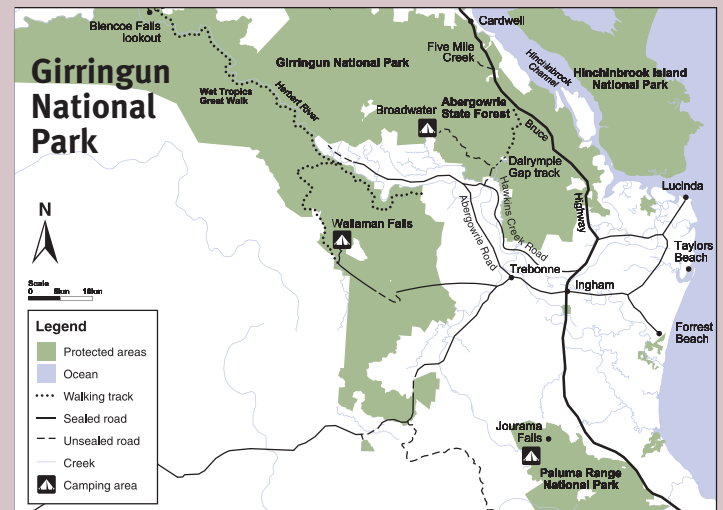 Girringun
National
Park
Blencoe Falls
lookout
Cardwell
Five Mile
Creek
Girringun National Park
Hinchinbrook
Channel
Hinchinbrook Island
National Park
Wet Tropics
Great Walk
Herbert River
Broadwater
Abergowrie
State Forest
Bruce
Dalrymple
Gap track
Highway
Lucinda
Hawkins Creek Road
Abergowrie Road
Wallaman Falls
Taylors
Beach
Trebonne
Ingham
Forrest
Beach
Jourama
Falls
Paluma Range
National Park
N
Scale
0 5km 10km
Legend
Protected areas
Ocean
Walking track
Sealed road
Unsealed road
Creek
Camping area